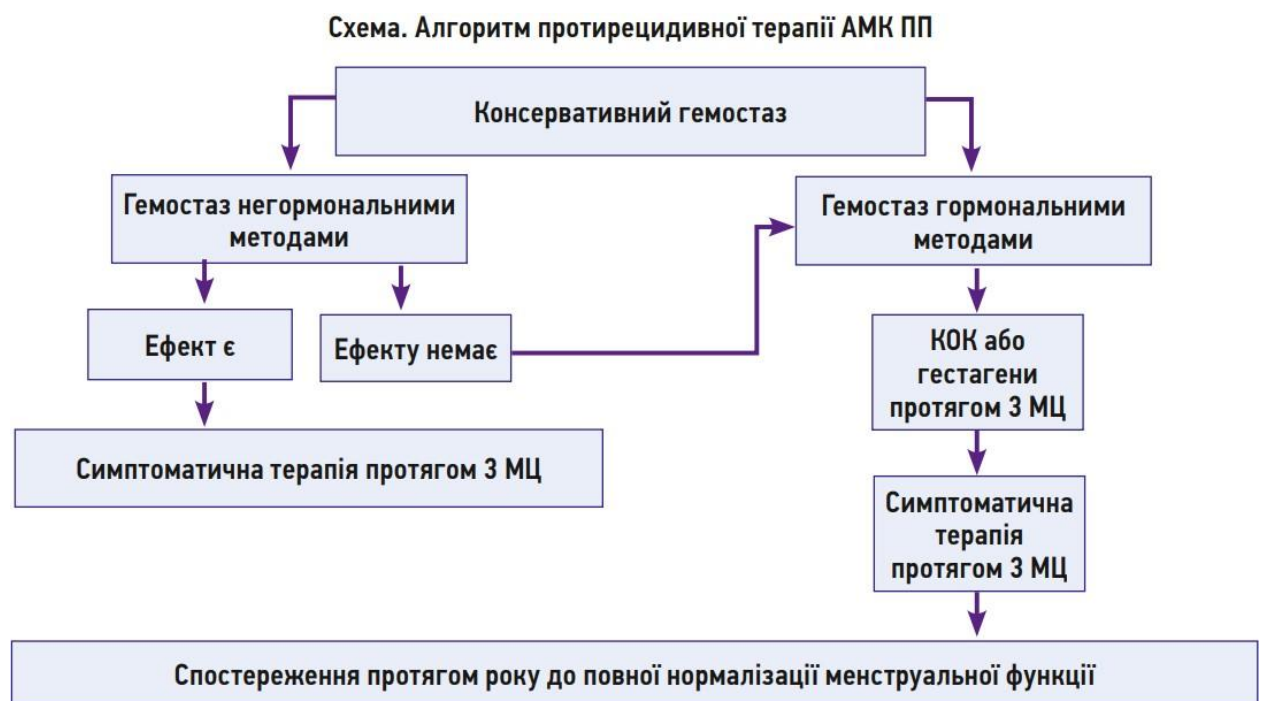 Схема. Алгоритм протирецидивної терапії АМК ПП
Консервативний гемостаз
Гемостаз негормональними
методами
Гемостаз гормональними
методами
Ефект є
Ефекту немає
КОК або
гестагени
протягом 3 МЦ
Симптоматична терапія протягом 3 МЦ
Симптоматична
терапія
протягом 3 МЦ
Спостереження протягом року до повної нормалізації менструальної функції